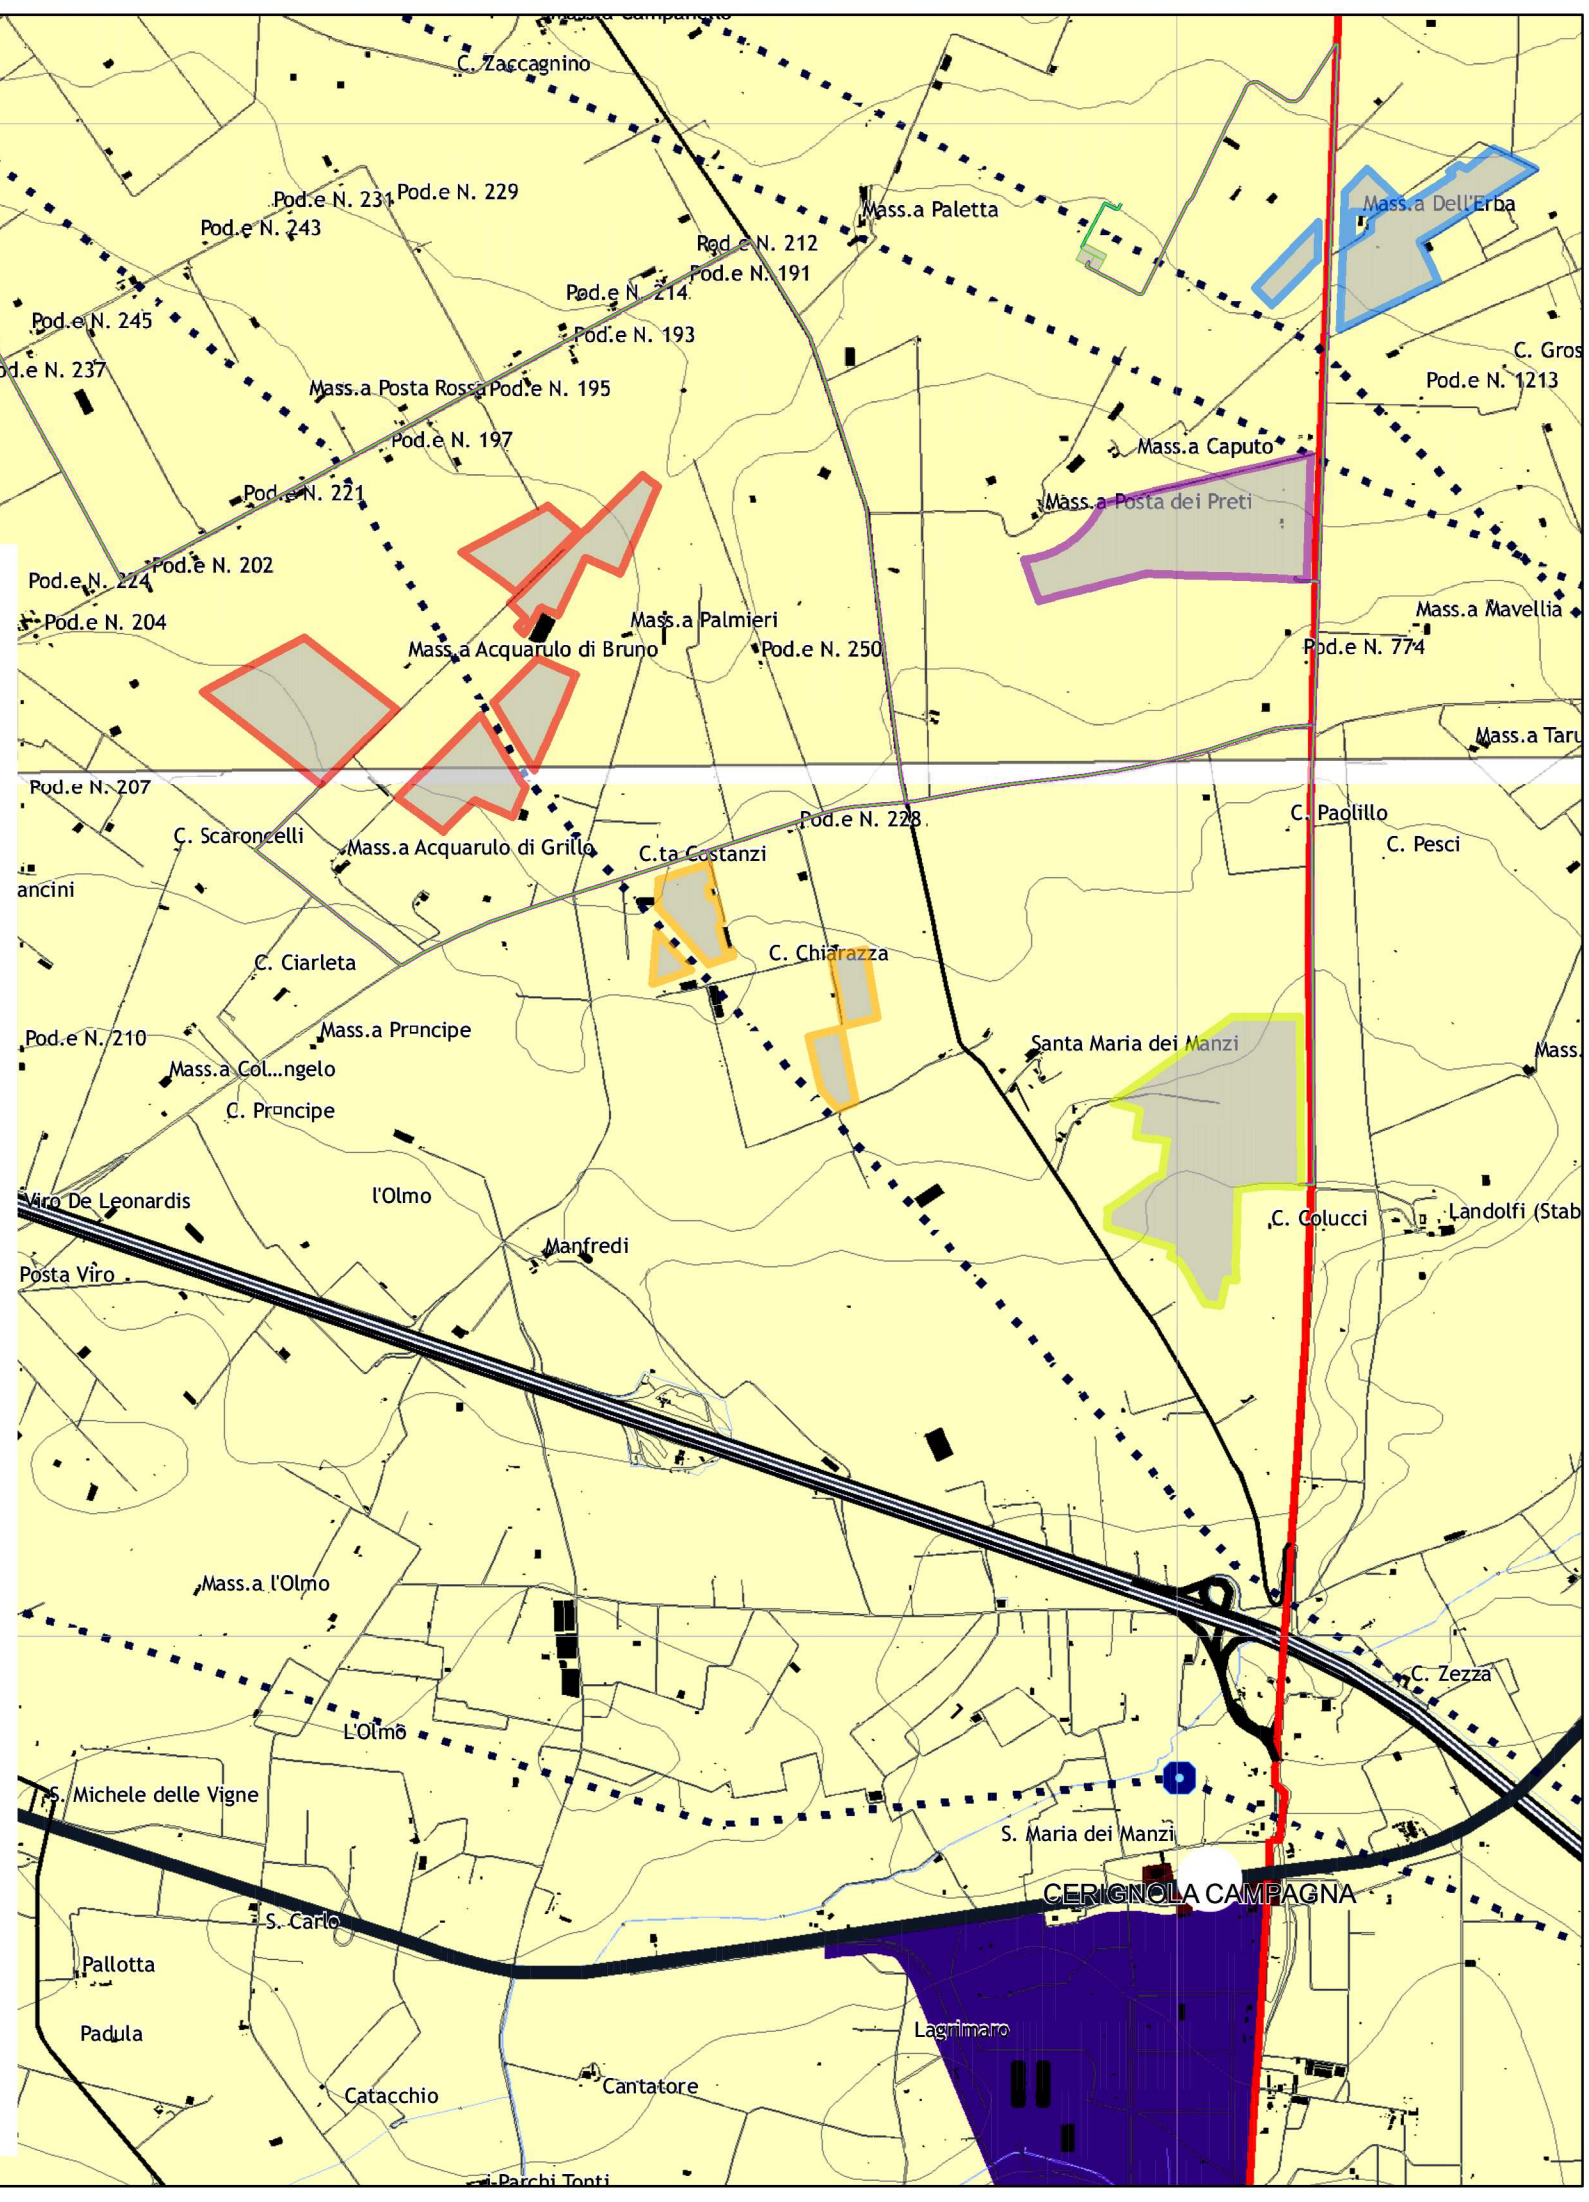 C. Zaccagnino
Pod.e N. 231
Pod.e N. 229
Pod.e N. 243
Mass.a Paletta
Mass.a Dell'Erba
Pod.e N. 212
Pod.e N. 191
Pod.e N. 214
Pod.e N. 245
Pod.e N. 193
C. Gros
d.e N. 237
Pod.e N. 1213
Mass.a Posta Rossa
Pod.e N. 195
Pod.e N. 197
Mass.a Caputo
Pod.e N. 221
Mass.a Posta dei Preti
Pod.e N. 202
Pod.e N. 224
Mass.a Mavellia
Pod.e N. 204
Mass.a Palmieri
Mass.a Acquarulo di Bruno
Pod.e N. 250
Pod.e N. 774
Mass.a Taru
Pod.e N. 207
C. Paolillo
Pod.e N. 228
C. Scaroncelli
Mass.a Acquarulo di Grillo
C.ta Costanzi
C. Pesci
ancini
C. Chiarazza
C. Ciarleta
Mass.a Pr¤ncipe
Pod.e N. 210
Santa Maria dei Manzi
Mass.
Mass.a Col...ngelo
C. Pr¤ncipe
Viro De Leonardis
l'Olmo
C. Colucci
Landolfi (Stab
Manfredi
Posta Viro
Mass.a l'Olmo
C. Zezza
L'Olmo
S. Michele delle Vigne
S. Maria dei Manzi
CERIGNOLA CAMPAGNA
S. Carlo
Pallotta
Padula
Lagrimaro
Cantatore
Catacchio
i Parchi Tonti